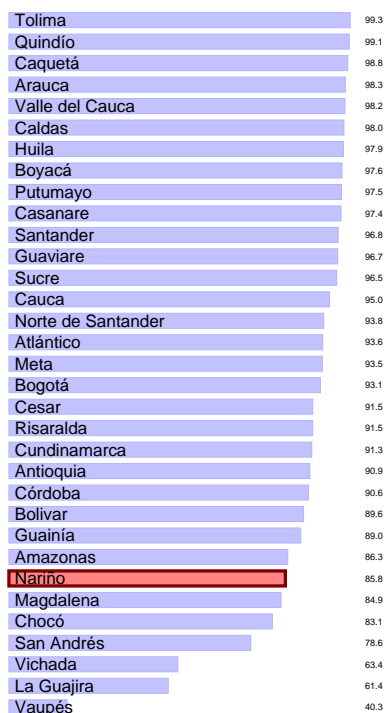 Tolima 99.3
Quindío 99.1
Caquetá 98.8
Arauca 98.3
Valle del Cauca 98.2
Caldas 98.0
Huila 97.9
Boyacá 97.6
Putumayo 97.5
Casanare 97.4
Santander 96.8
Guaviare 96.7
Sucre 96.5
Cauca 95.0
Norte de Santander 93.8
Atlántico 93.6
Meta 93.5
Bogotá 93.1
Cesar 91.5
Risaralda 91.5
Cundinamarca 91.3
Antioquia 90.9
Córdoba 90.6
Bolivar 89.6
Guainía 89.0
Amazonas 86.3
Nariño 85.8
Magdalena 84.9
Chocó 83.1
San Andrés 78.6
Vichada 63.4
La Guajira 61.4
Vaupés 40.3